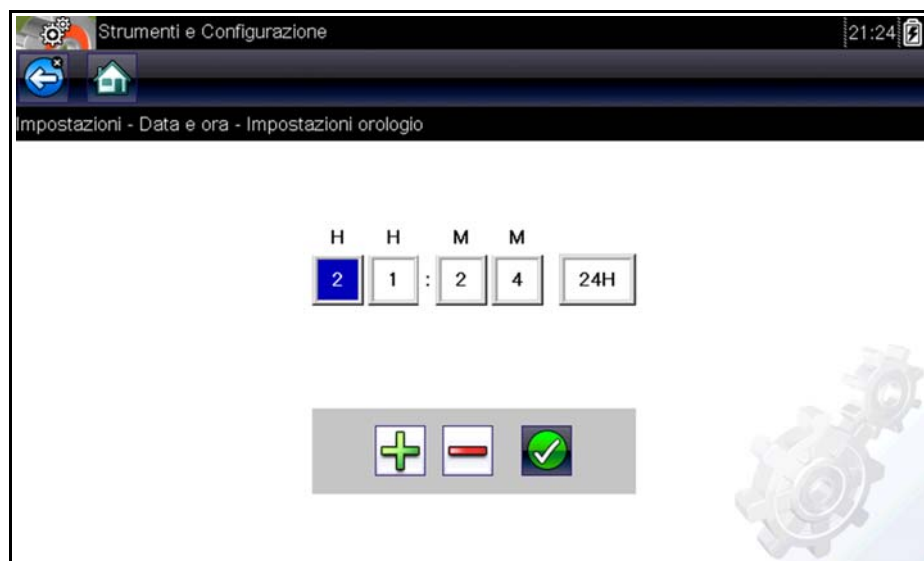 Strumenti e Configurazione 21:24
Impostazioni - Data e ora - Impostazioni orologio
H H M M
2 1 : 2 4 24H